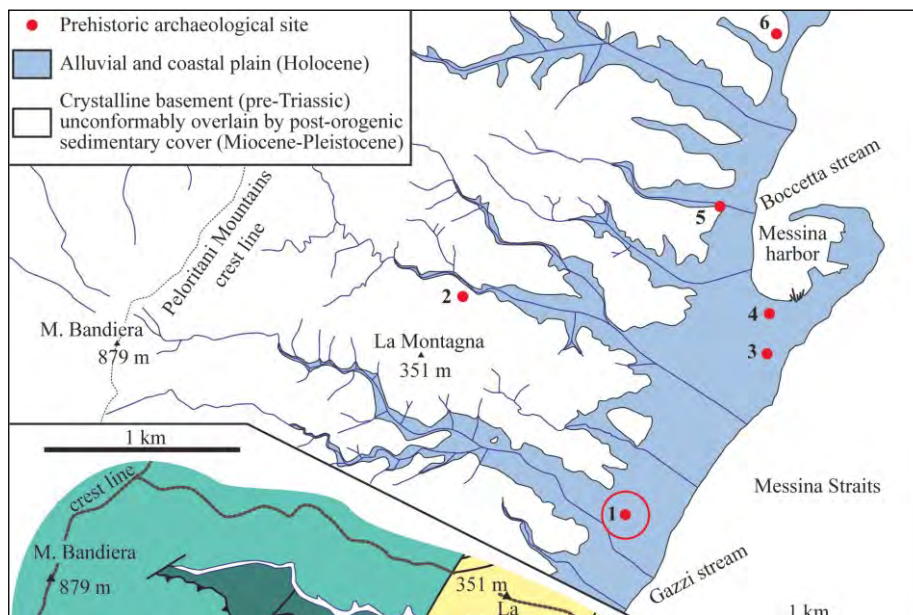 Prehistoric archaeological site
Alluvial and coastal plain (Holocene)
Crystalline basement (pre-Triassic)
unconformably overlain by post-orogenic
sedimentary cover (Miocene-Pleistocene)
6
Boccetta stream
5
Messina
harbor
Peloritani Mountains
crest line
2
4
M. Bandiera
879 m
La Montagna
351 m
3
1 km
Messina Straits
1
crest line
Gazzi stream
M. Bandiera
879 m
351 m
La
1 km